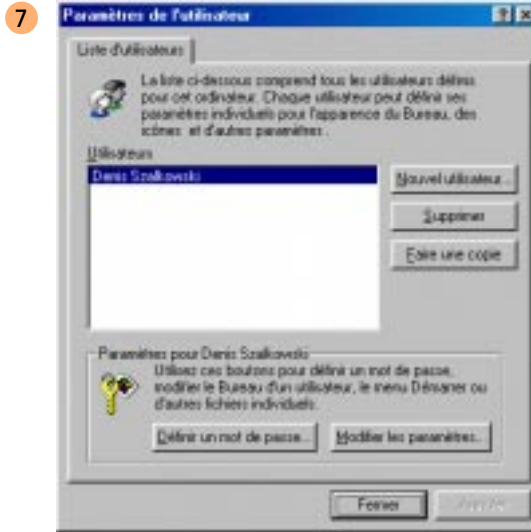 7
Paramètres de l'utilisateur
Liste d'utilisateurs
La liste ci-dessous comprend tous les utilisateurs définis
pour cet ordinateur. Chaque utilisateur peut définir ses
paramètres individuels pour l'apparence du Bureau, des
icônes et d'autres paramètres.
Utilisateurs
Denis Szalkowski
Nouvel utilisateur...
Supprimer
Faire une copie
Paramètres pour Denis Szalkowski
Utilisez ces boutons pour définir un mot de passe,
modifier le Bureau d'un utilisateur, le menu Démarrer ou
d'autres fichiers individuels.
Définir un mot de passe...
Modifier les paramètres...
Fermer
Annuler